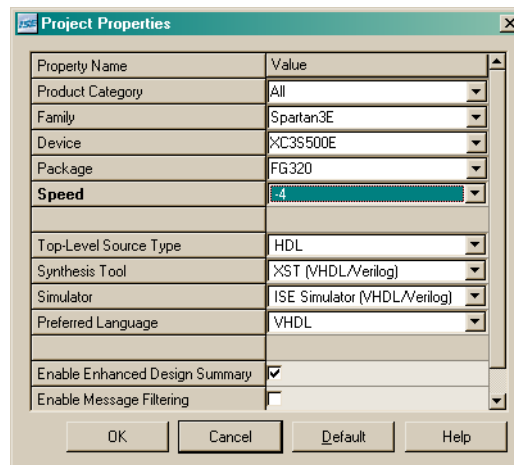 ISE Project Properties
Property Name Value
Product Category All
Family Spartan3E
Device XC3S500E
Package FG320
Speed -4
Top-Level Source Type HDL
Synthesis Tool XST (VHDL/Verilog)
Simulator ISE Simulator (VHDL/Verilog)
Preferred Language VHDL
Enable Enhanced Design Summary
Enable Message Filtering
OK Cancel Default Help